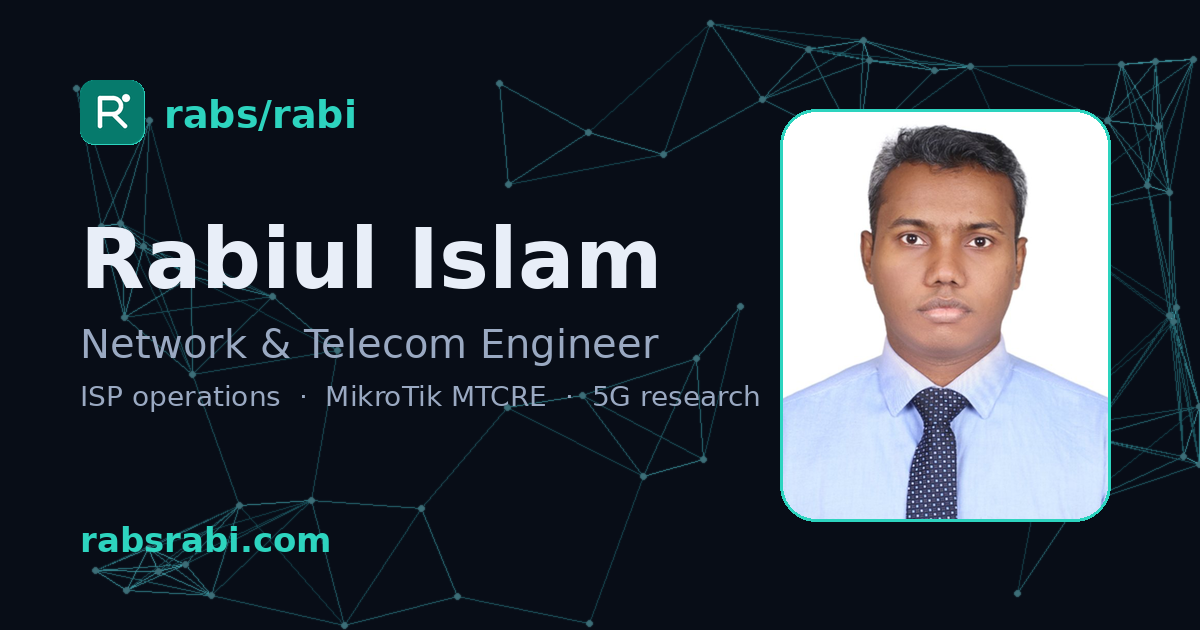 R
rabs/rabi
Rabiul Islam
Network & Telecom Engineer
ISP operations · MikroTik MTCRE · 5G research
rabsrabi.com